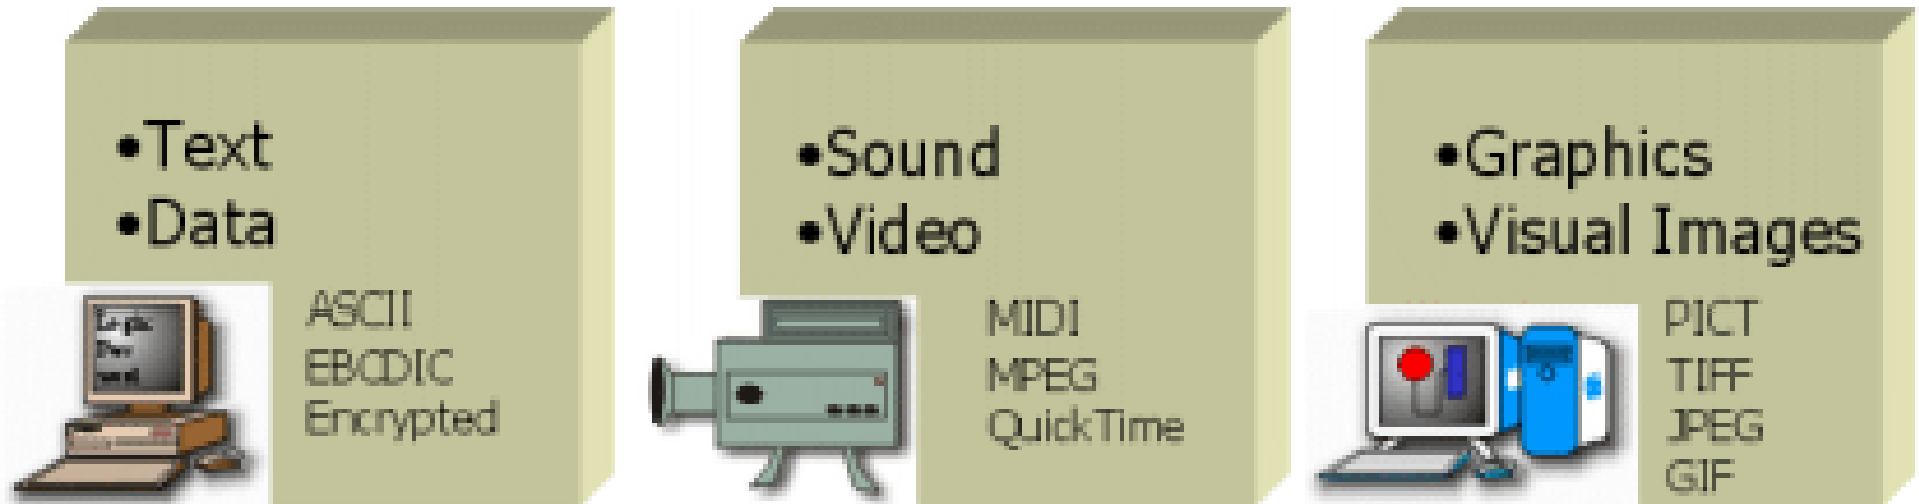 •Text
•Data
ASCII
EBCDIC
Encrypted
•Sound
•Video
MIDI
MPEG
QuickTime
•Graphics
•Visual Images
PICT
TIFF
JPEG
GIF